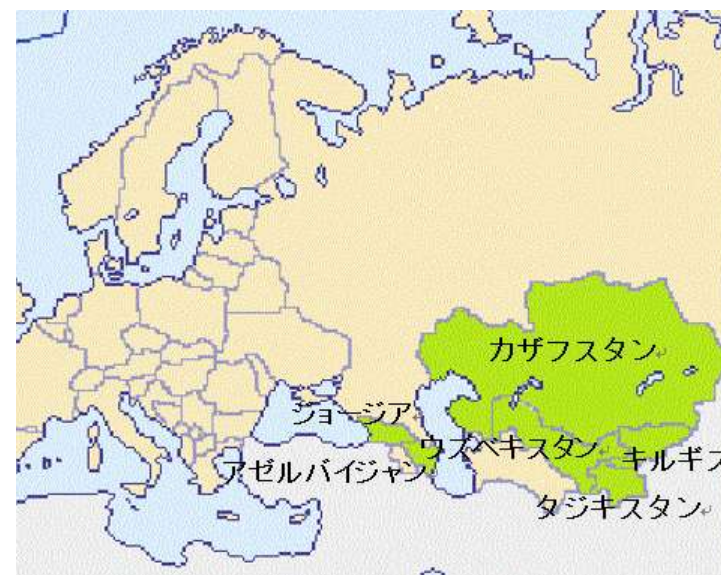 カザフスタン
ジョージア
ウズベキスタン
キルギス
アゼルバイジャン
タジキスタン